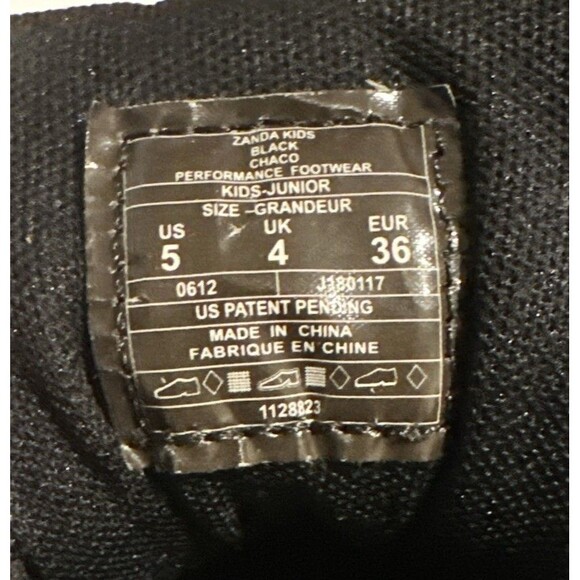 ZANDA KIDS
BLACK
CHACO
PERFORMANCE FOOTWEAR
KIDS-JUNIOR
SIZE -GRANDEUR
US UK EUR
5 4 36
0612 J180117
US PATENT PENDING
MADE IN CHINA
FABRIQUE EN CHINE
1128823